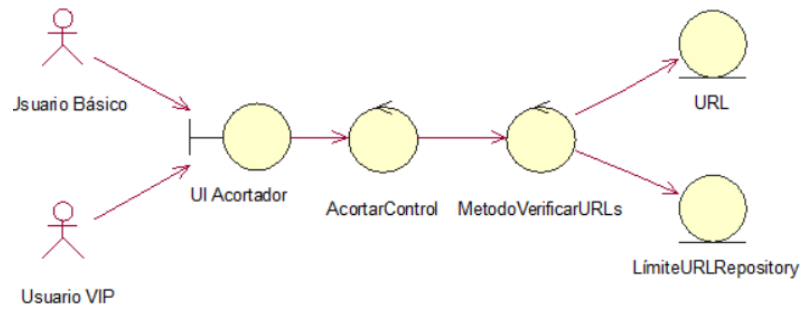 Jsuario Básico
URL
UI Acortador
AcortarControl
MetodoVerificarURLs
LímiteURLRepository
Usuario VIP